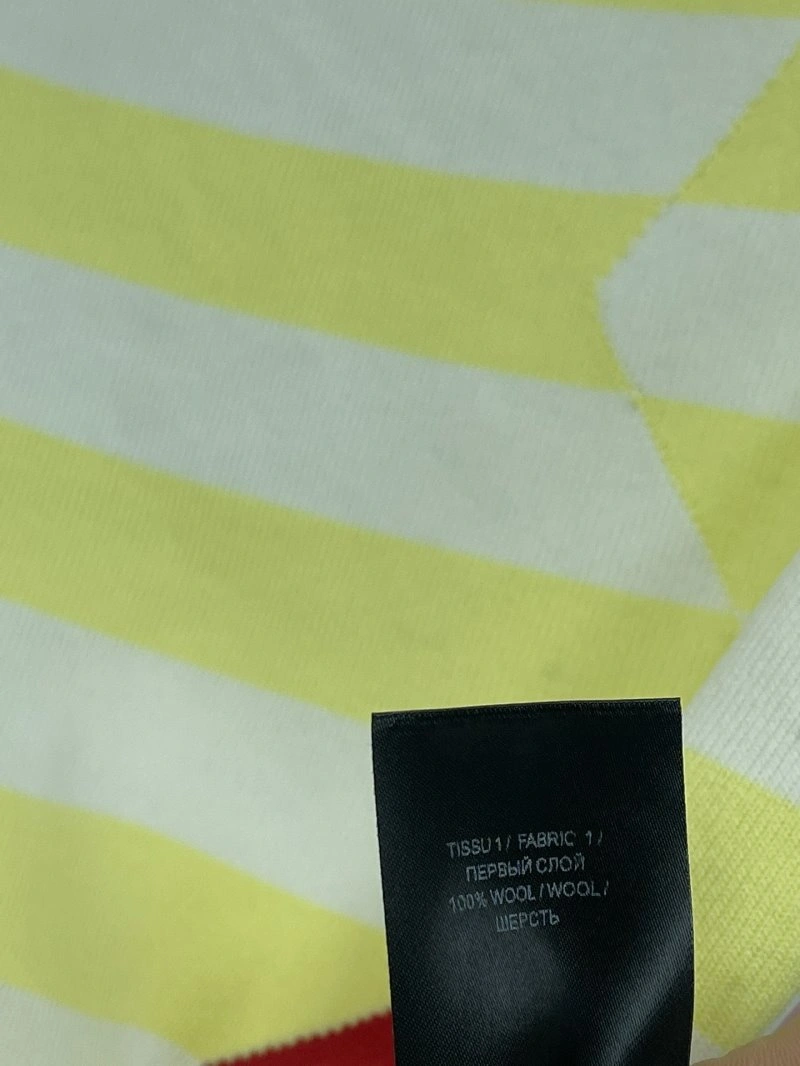 TISSU 1 / FABRIC 1 /
ПЕРВЫЙ СЛОЙ
100% WOOL / WOOL /
ШЕРСТЬ